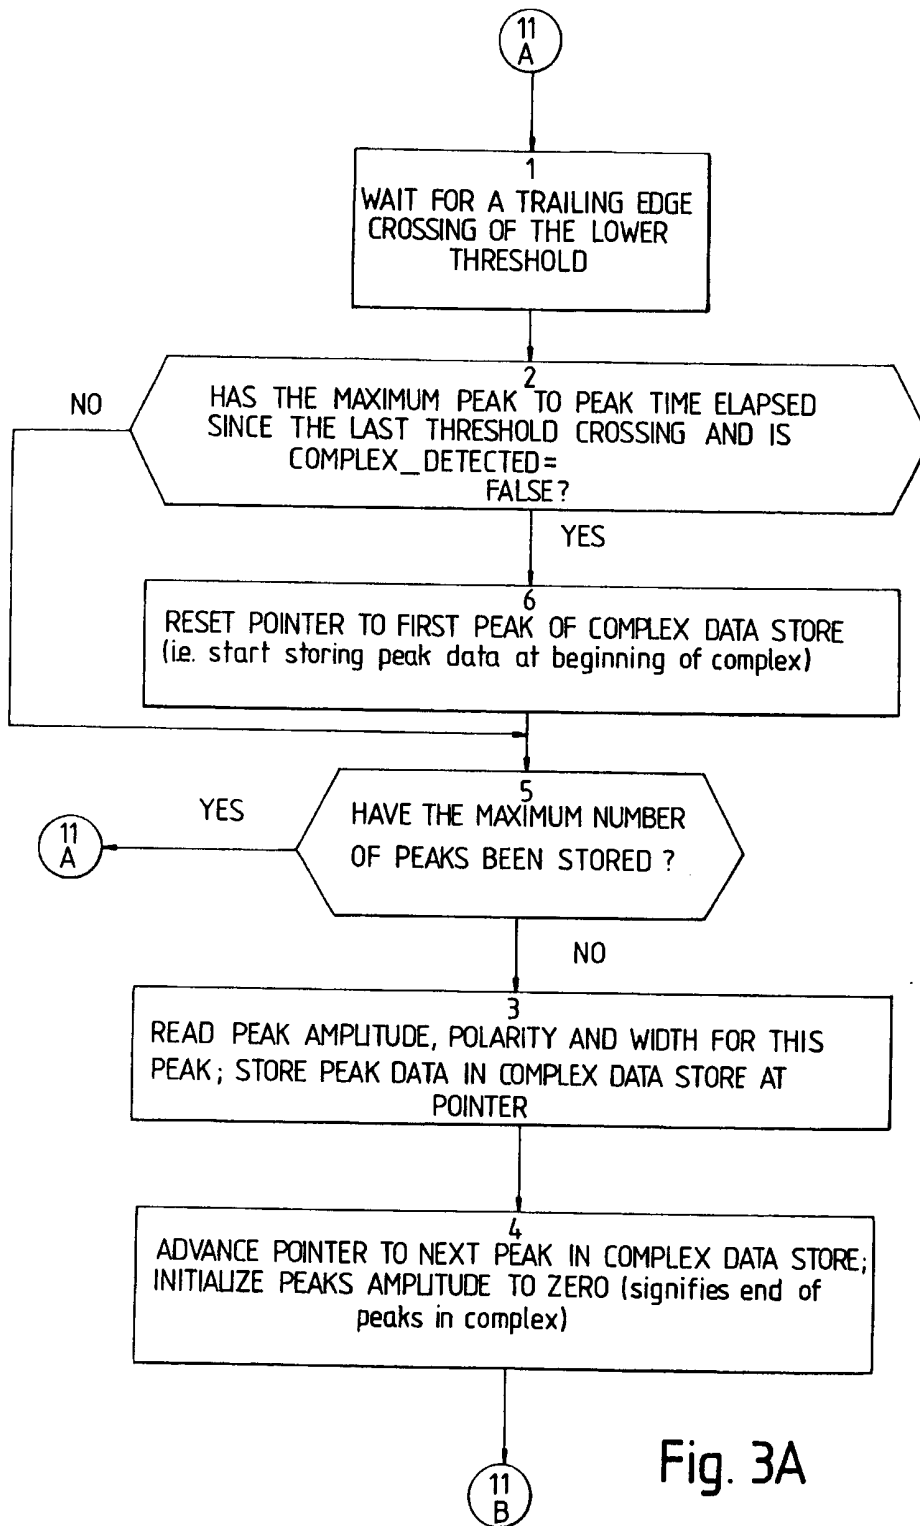 11
A
1
WAIT FOR A TRAILING EDGE
CROSSING OF THE LOWER
THRESHOLD
2
NO
HAS THE MAXIMUM PEAK TO PEAK TIME ELAPSED
SINCE THE LAST THRESHOLD CROSSING AND IS
COMPLEX_DETECTED=
FALSE?
YES
6
RESET POINTER TO FIRST PEAK OF COMPLEX DATA STORE
(i.e. start storing peak data at beginning of complex)
5
YES
HAVE THE MAXIMUM NUMBER
OF PEAKS BEEN STORED ?
11
A
NO
3
READ PEAK AMPLITUDE, POLARITY AND WIDTH FOR THIS
PEAK; STORE PEAK DATA IN COMPLEX DATA STORE AT
POINTER
4
ADVANCE POINTER TO NEXT PEAK IN COMPLEX DATA STORE;
INITIALIZE PEAKS AMPLITUDE TO ZERO (signifies end of
peaks in complex)
11
B
Fig. 3A